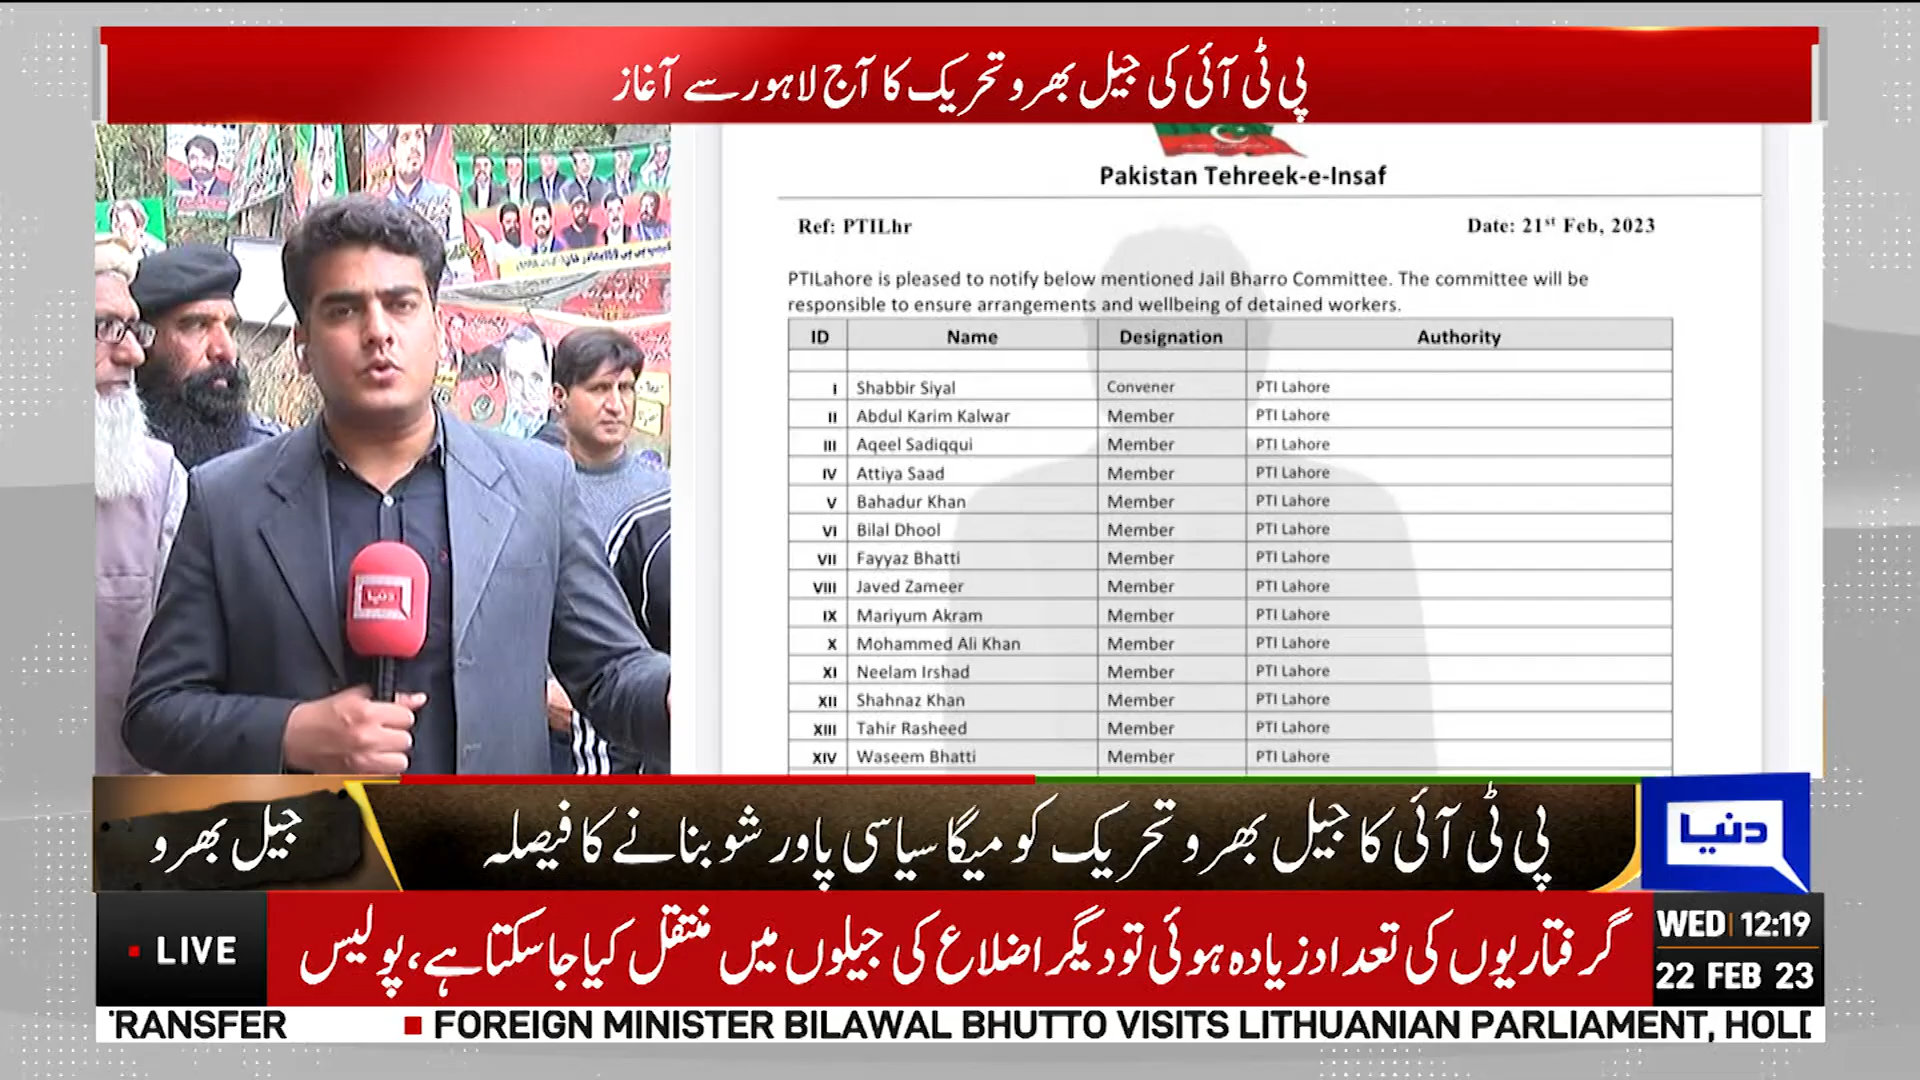 پی ٹی آئی کی جیل بھرو تحریک کا آج لاہور سے آغاز
Pakistan Tehreek-e-Insaf
Ref: PTILhr
Date: 21st Feb, 2023
PTILahore is pleased to notify below mentioned Jail Bharro Committee. The committee will be
responsible to ensure arrangements and wellbeing of detained workers.
ID Name Designation Authority
I Shabbir Siyal Convener PTI Lahore
II Abdul Karim Kalwar Member PTI Lahore
III Aqeel Sadiqqui Member PTI Lahore
IV Attiya Saad Member PTI Lahore
V Bahadur Khan Member PTI Lahore
VI Bilal Dhool Member PTI Lahore
VII Fayyaz Bhatti Member PTI Lahore
VIII Javed Zameer Member PTI Lahore
IX Mariyum Akram Member PTI Lahore
X Mohammed Ali Khan Member PTI Lahore
XI Neelam Irshad Member PTI Lahore
XII Shahnaz Khan Member PTI Lahore
XIII Tahir Rasheed Member PTI Lahore
XIV Waseem Bhatti Member PTI Lahore
دنیا
جیل بھرو
پی ٹی آئی کا جیل بھرو تحریک کو میگا سیاسی پاور شو بنانے کا فیصلہ
دنیا
LIVE
گرفتاریوں کی تعداد زیادہ ہوئی تو دیگر اضلاع کی جیلوں میں منتقل کیا جا سکتا ہے، پولیس
WED 12:19
22 FEB 23
TRANSFER
FOREIGN MINISTER BILAWAL BHUTTO VISITS LITHUANIAN PARLIAMENT, HOLD